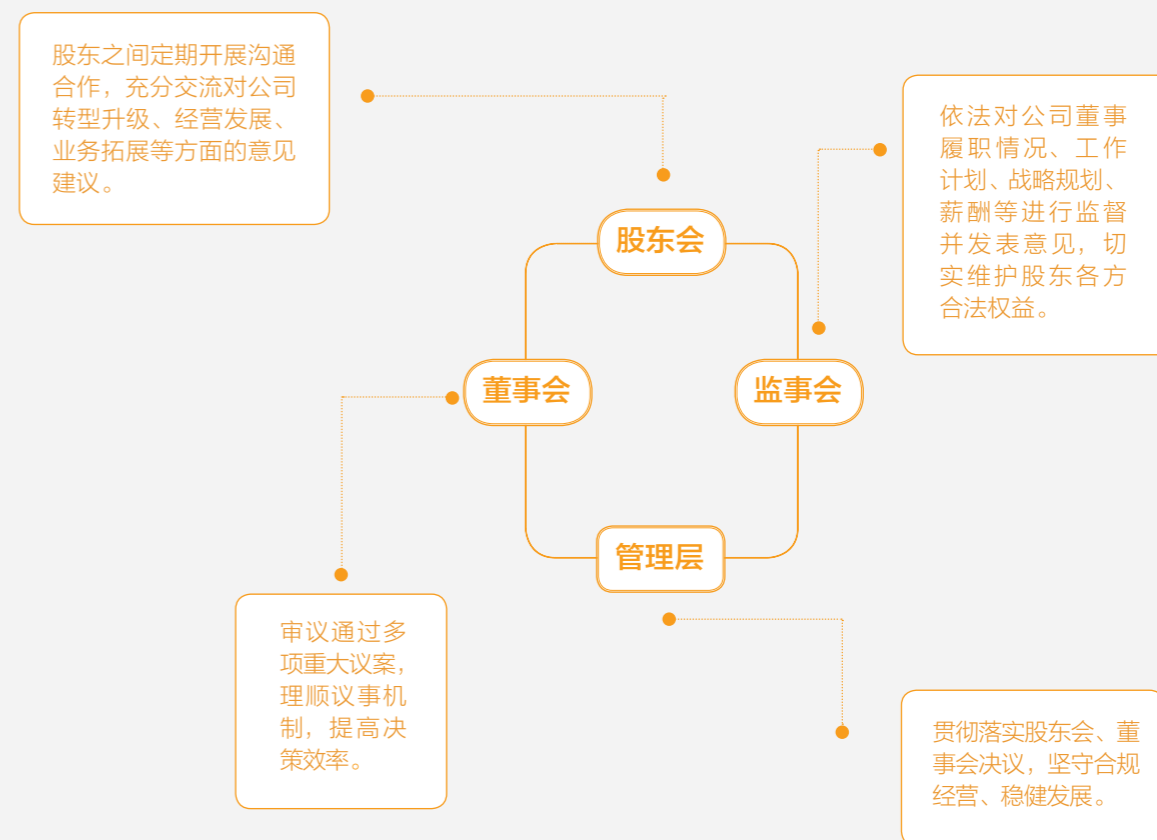 股东之间定期开展沟通
合作，充分交流对公司
转型升级、经营发展、
业务拓展等方面的意见
建议。
依法对公司董事
履职情况、工作
计划、战略规划、
薪酬等进行监督
并发表意见，切
实维护股东各方
合法权益。
股东会
董事会
监事会
管理层
审议通过多
项重大议案，
理顺议事机
制，提高决
策效率。
贯彻落实股东会、董
事会决议，坚守合规
经营、稳健发展。